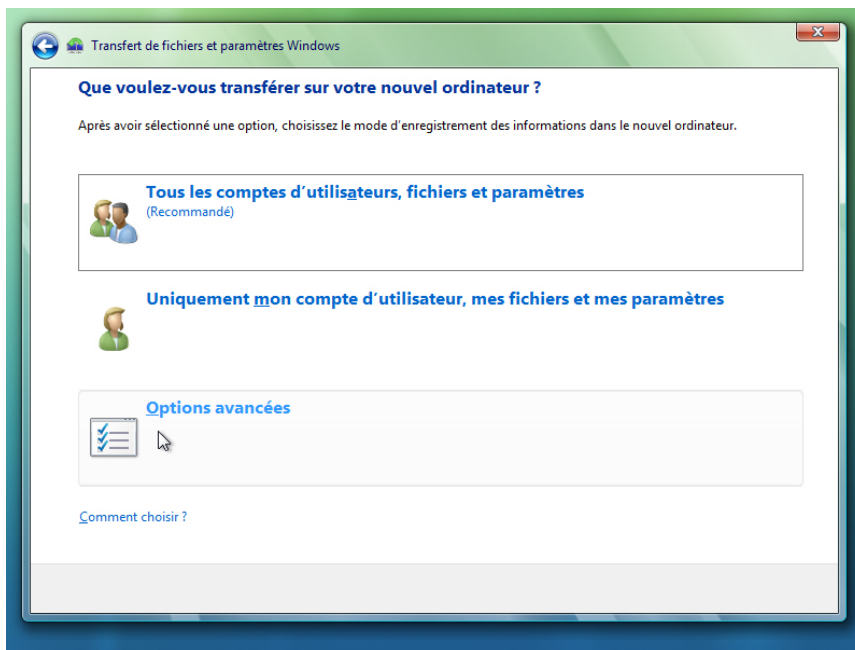 Transfert de fichiers et paramètres Windows
Que voulez-vous transférer sur votre nouvel ordinateur ?
Après avoir sélectionné une option, choisissez le mode d'enregistrement des informations dans le nouvel ordinateur.
Tous les comptes d'utilisateurs, fichiers et paramètres
(Recommandé)
Uniquement mon compte d'utilisateur, mes fichiers et mes paramètres
Options avancées
Comment choisir ?